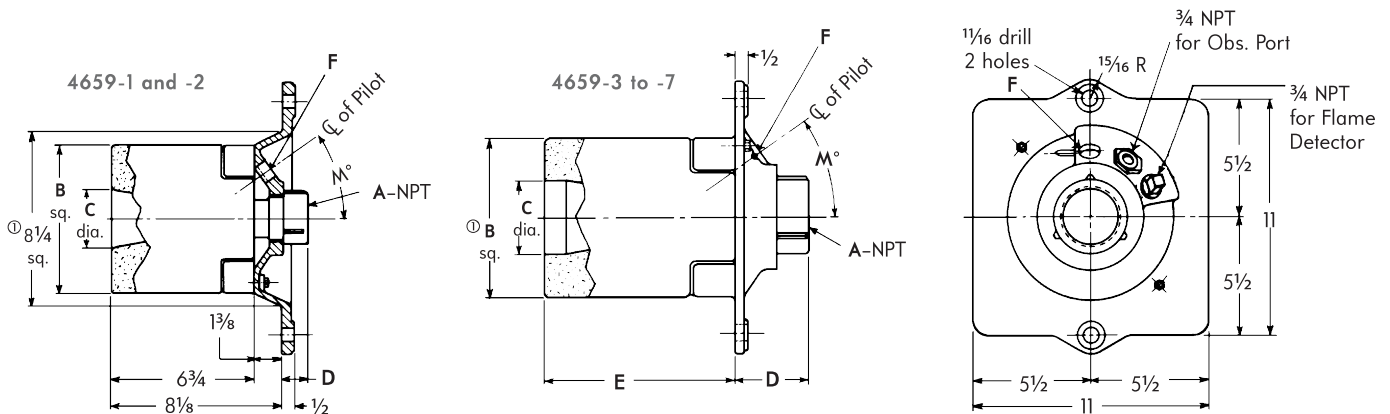 4659-1 and -2
F
℄ of Pilot
M°
A–NPT
B
sq.
C
dia.
① 8¼
sq.
1⅜
6¾
D
8⅛
½
4659-3 to -7
½
F
℄ of Pilot
M°
C
dia.
① B
sq.
A–NPT
E
D
¾ NPT
for Obs. Port
11⁄16 drill
2 holes
15⁄16 R
F
¾ NPT
for Flame
Detector
5½
11
5½
5½
5½
11